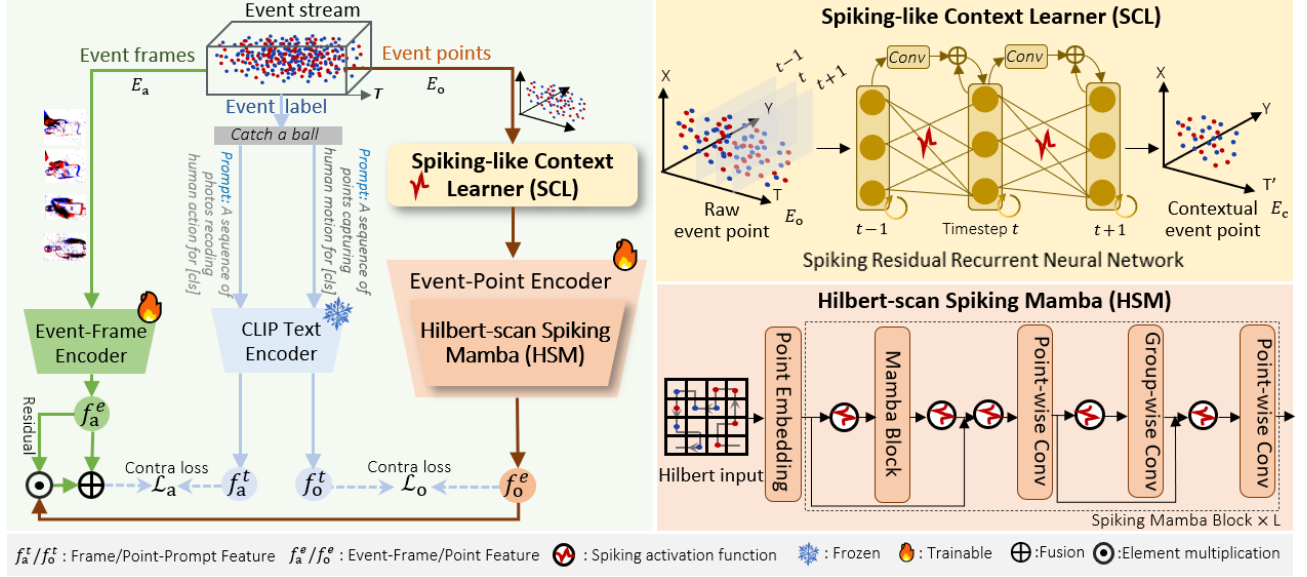 Event stream
Event frames
Event points
E_a
E_o
T
Event label
Catch a ball
Prompt: A sequence of
photos recoding
human action for [cls]
Prompt: A sequence of
points capturing
human motion for [cls]
Spiking-like Context
Learner (SCL)
Event-Point Encoder
Hilbert-scan Spiking
Mamba (HSM)
Event-Frame
Encoder
CLIP Text
Encoder
Residual
f_a^e
Contra loss
L_a
f_a^t
f_o^t
Contra loss
L_o
f_o^e
Spiking-like Context Learner (SCL)
X
Y
T
t−1
t
t+1
Raw
event point
E_o
Conv
Conv
t−1
Timestep t
t+1
X
Y
T′
E_c
Contextual
event point
Spiking Residual Recurrent Neural Network
Hilbert-scan Spiking Mamba (HSM)
Hilbert input
Point Embedding
Mamba Block
Point-wise Conv
Group-wise Conv
Point-wise Conv
Spiking Mamba Block × L
f_a^t/f_o^t : Frame/Point-Prompt Feature f_a^e/f_o^e : Event-Frame/Point Feature : Spiking activation function : Frozen : Trainable :Fusion :Element multiplication